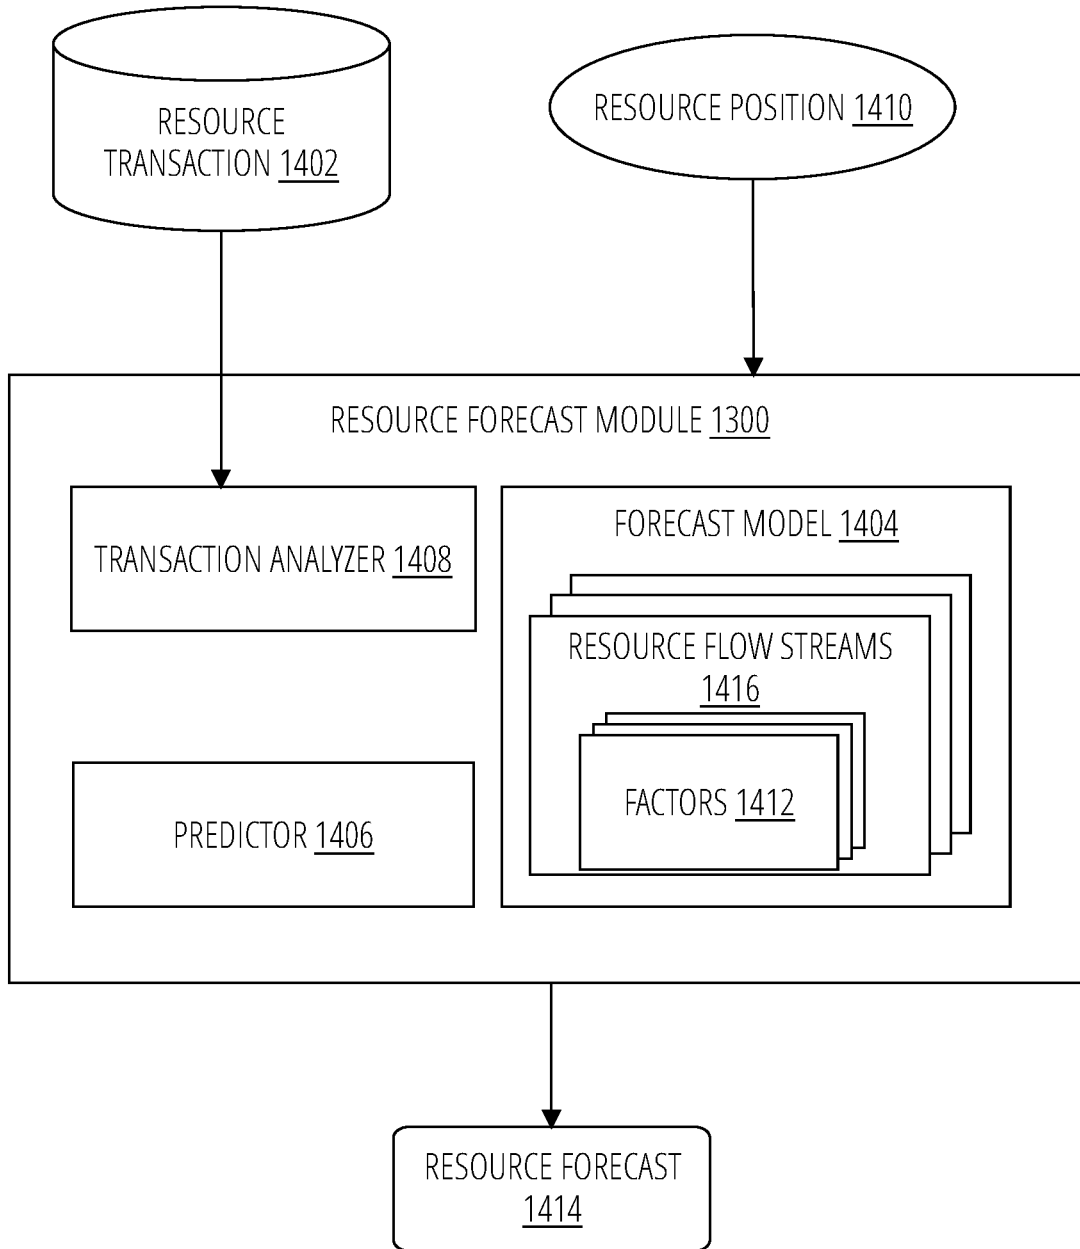 RESOURCE
TRANSACTION 1402
RESOURCE POSITION 1410
RESOURCE FORECAST MODULE 1300
TRANSACTION ANALYZER 1408
FORECAST MODEL 1404
RESOURCE FLOW STREAMS
1416
FACTORS 1412
PREDICTOR 1406
RESOURCE FORECAST
1414